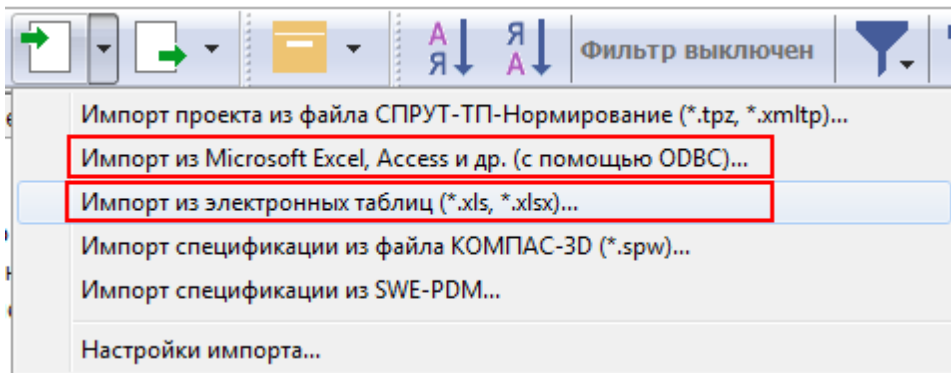 А
Я
Я
А
Фильтр выключен
Импорт проекта из файла СПРУТ-ТП-Нормирование (*.tpz, *.xmltp)...
Импорт из Microsoft Excel, Access и др. (с помощью ODBC)...
Импорт из электронных таблиц (*.xls, *.xlsx)...
Импорт спецификации из файла КОМПАС-3D (*.spw)...
Импорт спецификации из SWE-PDM...
Настройки импорта...